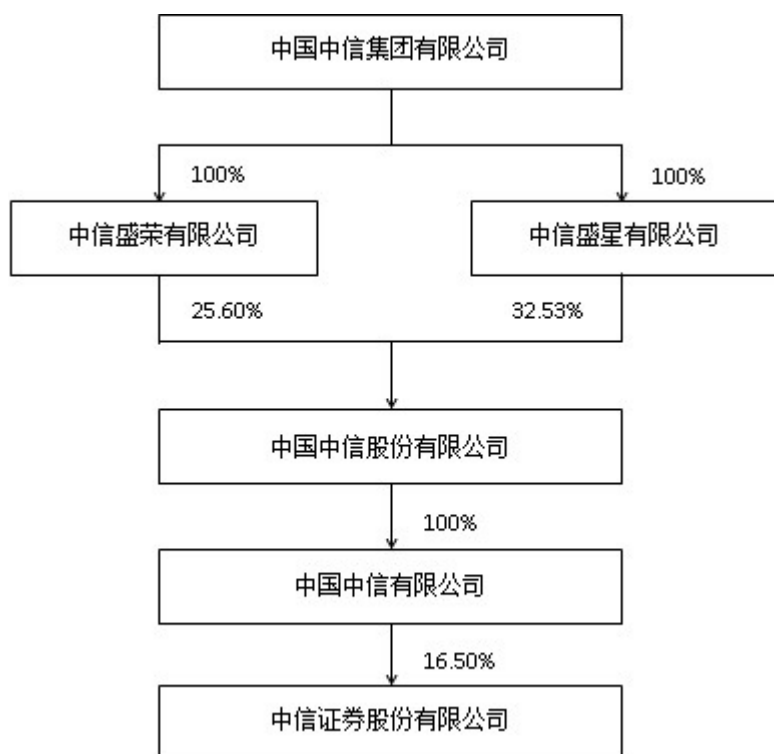 中国中信集团有限公司
100%
100%
中信盛荣有限公司
中信盛星有限公司
25.60%
32.53%
中国中信股份有限公司
100%
中国中信有限公司
16.50%
中信证券股份有限公司